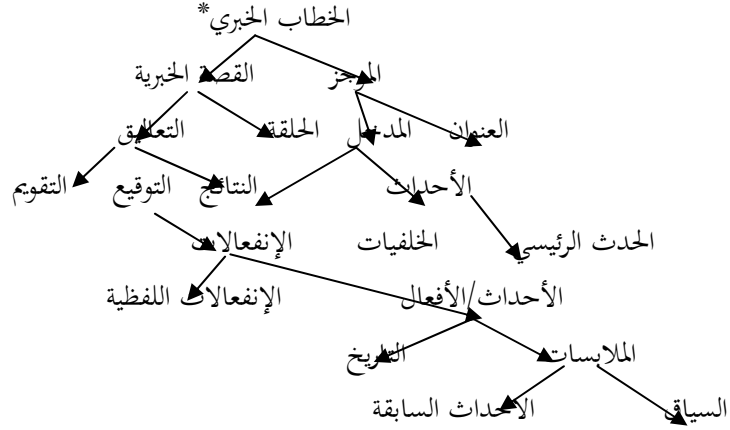 الخطاب الخبري*
الموجز القصة الخبرية
العنوان المدخل الحلقة التعاليق
الأحداث النتائج التوقيع التقويم
الحدث الرئيسي الخلفيات الإنفعالات
الأحداث/الأفعال الإنفعالات اللفظية
الملابسات التاريخ
السياق الاحداث السابقة